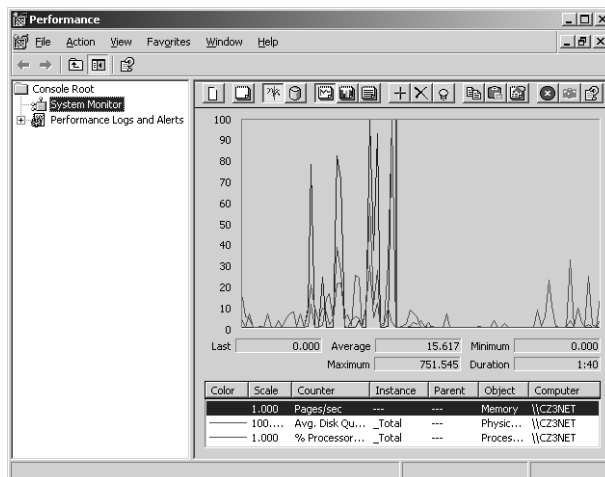 Performance
File Action View Favorites Window Help
Console Root
System Monitor
Performance Logs and Alerts
100
90
80
70
60
50
40
30
20
10
0
Last 0.000 Average 15.617 Minimum 0.000
Maximum 751.545 Duration 1:40
Color Scale Counter Instance Parent Object Computer
1.000 Pages/sec --- --- Memory \\CZ3NET
100.... Avg. Disk Qu... _Total --- Physic... \\CZ3NET
1.000 % Processor... _Total --- Proces... \\CZ3NET